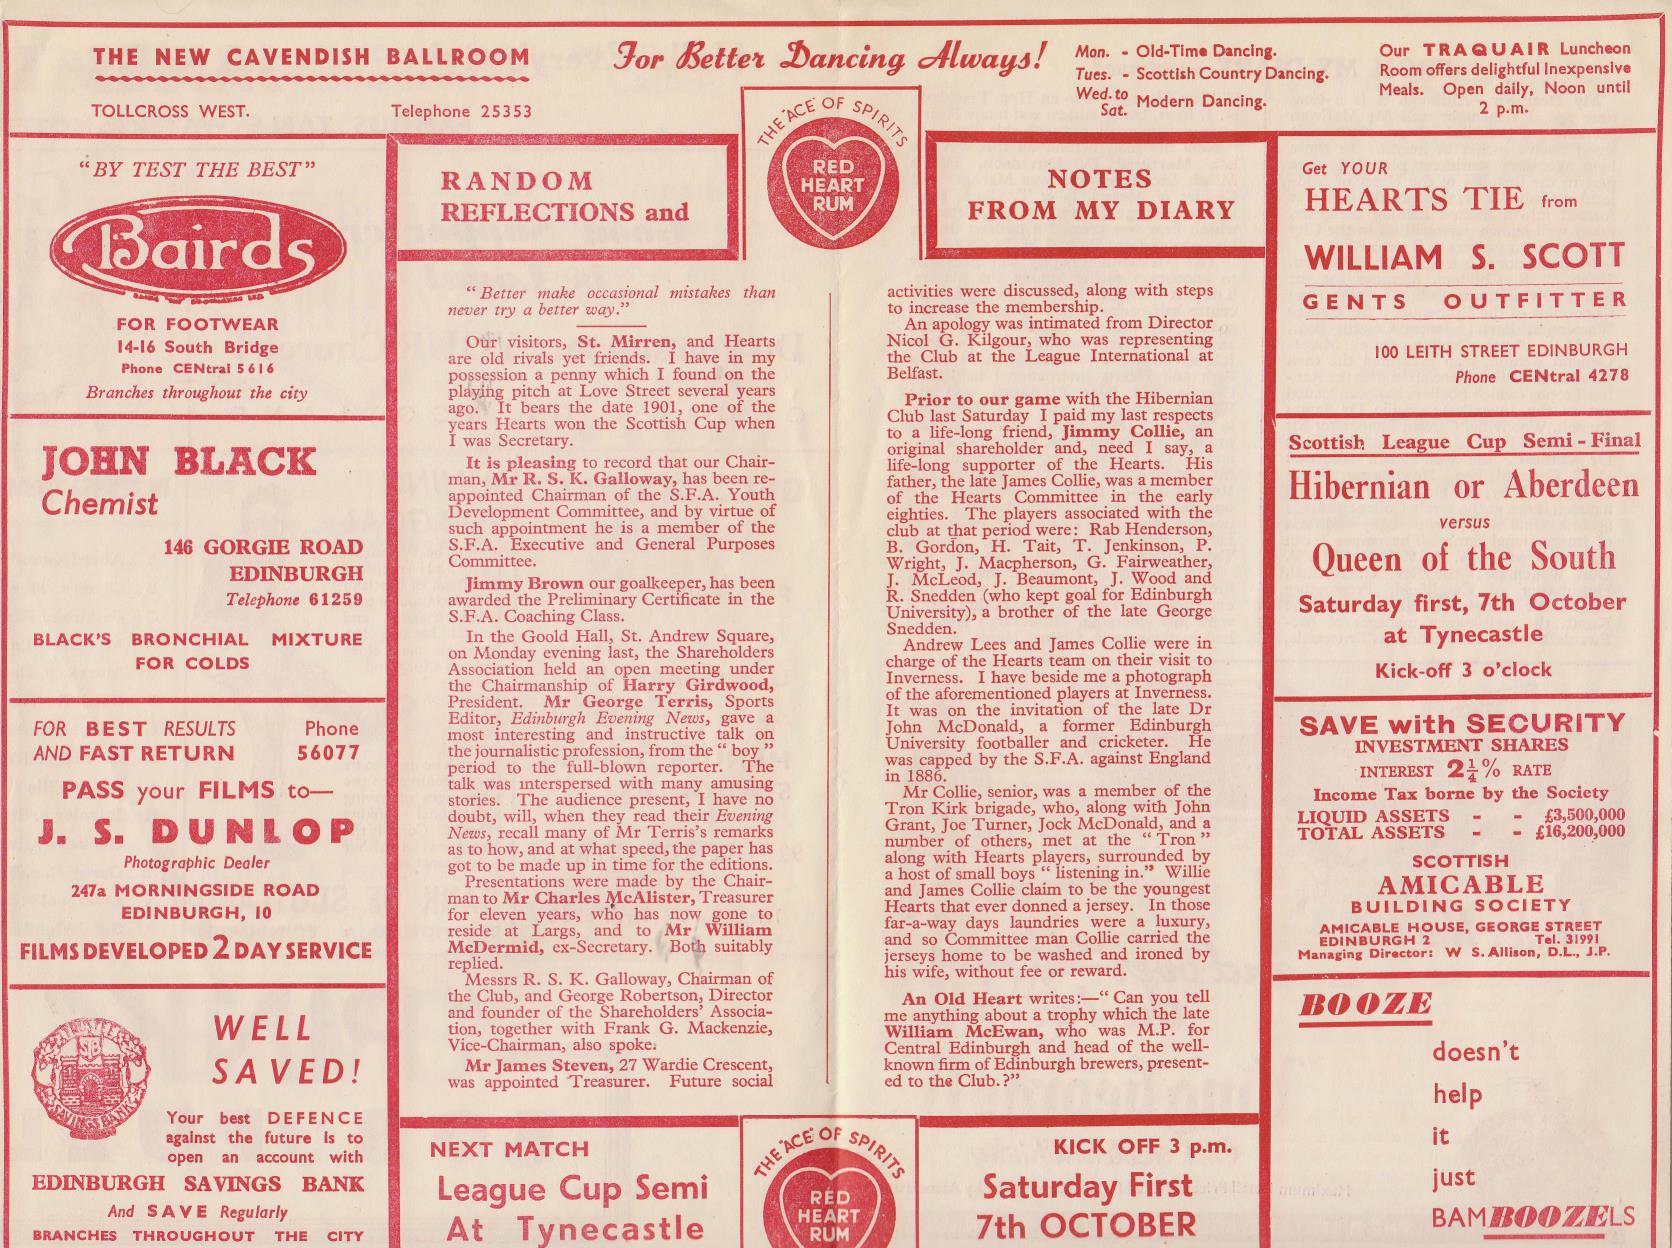 THE NEW CAVENDISH BALLROOM
TOLLCROSS WEST. Telephone 25353
For Better Dancing Always!
Mon. - Old-Time Dancing.
Tues. - Scottish Country Dancing.
Wed. to Sat. Modern Dancing.
Our TRAQUAIR Luncheon
Room offers delightful Inexpensive
Meals. Open daily, Noon until
2 p.m.
"BY TEST THE BEST"
Bairds
FOR FOOTWEAR
14-16 South Bridge
Phone CENtral 5616
Branches throughout the city
JOHN BLACK
Chemist
146 GORGIE ROAD
EDINBURGH
Telephone 61259
BLACK'S BRONCHIAL MIXTURE
FOR COLDS
FOR BEST RESULTS Phone
AND FAST RETURN 56077
PASS your FILMS to—
J. S. DUNLOP
Photographic Dealer
247a MORNINGSIDE ROAD
EDINBURGH, 10
FILMS DEVELOPED 2 DAY SERVICE
TRUSTEE
SB
SAVINGS BANK
WELL
SAVED!
Your best DEFENCE
against the future is to
open an account with
EDINBURGH SAVINGS BANK
And SAVE Regularly
BRANCHES THROUGHOUT THE CITY
RANDOM
REFLECTIONS and
THE "ACE" OF SPIRITS
RED
HEART
RUM
NOTES
FROM MY DIARY
"Better make occasional mistakes than
never try a better way."
Our visitors, St. Mirren, and Hearts
are old rivals yet friends. I have in my
possession a penny which I found on the
playing pitch at Love Street several years
ago. It bears the date 1901, one of the
years Hearts won the Scottish Cup when
I was Secretary.
It is pleasing to record that our Chair-
man, Mr R. S. K. Galloway, has been re-
appointed Chairman of the S.F.A. Youth
Development Committee, and by virtue of
such appointment he is a member of the
S.F.A. Executive and General Purposes
Committee.
Jimmy Brown our goalkeeper, has been
awarded the Preliminary Certificate in the
S.F.A. Coaching Class.
In the Goold Hall, St. Andrew Square,
on Monday evening last, the Shareholders
Association held an open meeting under
the Chairmanship of Harry Girdwood,
President. Mr George Terris, Sports
Editor, Edinburgh Evening News, gave a
most interesting and instructive talk on
the journalistic profession, from the "boy"
period to the full-blown reporter. The
talk was interspersed with many amusing
stories. The audience present, I have no
doubt, will, when they read their Evening
News, recall many of Mr Terris's remarks
as to how, and at what speed, the paper has
got to be made up in time for the editions.
Presentations were made by the Chair-
man to Mr Charles McAlister, Treasurer
for eleven years, who has now gone to
reside at Largs, and to Mr William
McDermid, ex-Secretary. Both suitably
replied.
Messrs R. S. K. Galloway, Chairman of
the Club, and George Robertson, Director
and founder of the Shareholders' Associa-
tion, together with Frank G. Mackenzie,
Vice-Chairman, also spoke.
Mr James Steven, 27 Wardie Crescent,
was appointed Treasurer. Future social
activities were discussed, along with steps
to increase the membership.
An apology was intimated from Director
Nicol G. Kilgour, who was representing
the Club at the League International at
Belfast.
Prior to our game with the Hibernian
Club last Saturday I paid my last respects
to a life-long friend, Jimmy Collie, an
original shareholder and, need I say, a
life-long supporter of the Hearts. His
father, the late James Collie, was a member
of the Hearts Committee in the early
eighties. The players associated with the
club at that period were: Rab Henderson,
B. Gordon, H. Tait, T. Jenkinson, P.
Wright, J. Macpherson, G. Fairweather,
J. McLeod, J. Beaumont, J. Wood and
R. Snedden (who kept goal for Edinburgh
University), a brother of the late George
Snedden.
Andrew Lees and James Collie were in
charge of the Hearts team on their visit to
Inverness. I have beside me a photograph
of the aforementioned players at Inverness.
It was on the invitation of the late Dr
John McDonald, a former Edinburgh
University footballer and cricketer. He
was capped by the S.F.A. against England
in 1886.
Mr Collie, senior, was a member of the
Tron Kirk brigade, who, along with John
Grant, Joe Turner, Jock McDonald, and a
number of others, met at the "Tron"
along with Hearts players, surrounded by
a host of small boys "listening in." Willie
and James Collie claim to be the youngest
Hearts that ever donned a jersey. In those
far-away days laundries were a luxury,
and so Committee man Collie carried the
jerseys home to be washed and ironed by
his wife, without fee or reward.
An Old Heart writes:—"Can you tell
me anything about a trophy which the late
William McEwan, who was M.P. for
Central Edinburgh and head of the well-
known firm of Edinburgh brewers, present-
ed to the Club.?"
NEXT MATCH
League Cup Semi
At Tynecastle
THE "ACE" OF SPIRITS
RED
HEART
RUM
KICK OFF 3 p.m.
Saturday First
7th OCTOBER
Get YOUR
HEARTS TIE from
WILLIAM S. SCOTT
GENTS OUTFITTER
100 LEITH STREET EDINBURGH
Phone CENtral 4278
Scottish League Cup Semi-Final
Hibernian or Aberdeen
versus
Queen of the South
Saturday first, 7th October
at Tynecastle
Kick-off 3 o'clock
SAVE with SECURITY
INVESTMENT SHARES
INTEREST 2¼% RATE
Income Tax borne by the Society
LIQUID ASSETS - - £3,500,000
TOTAL ASSETS - - £16,200,000
SCOTTISH
AMICABLE
BUILDING SOCIETY
AMICABLE HOUSE, GEORGE STREET
EDINBURGH 2 Tel. 31991
Managing Director: W S. Allison, D.L., J.P.
BOOZE
doesn't
help
it
just
BAMBOOZELS